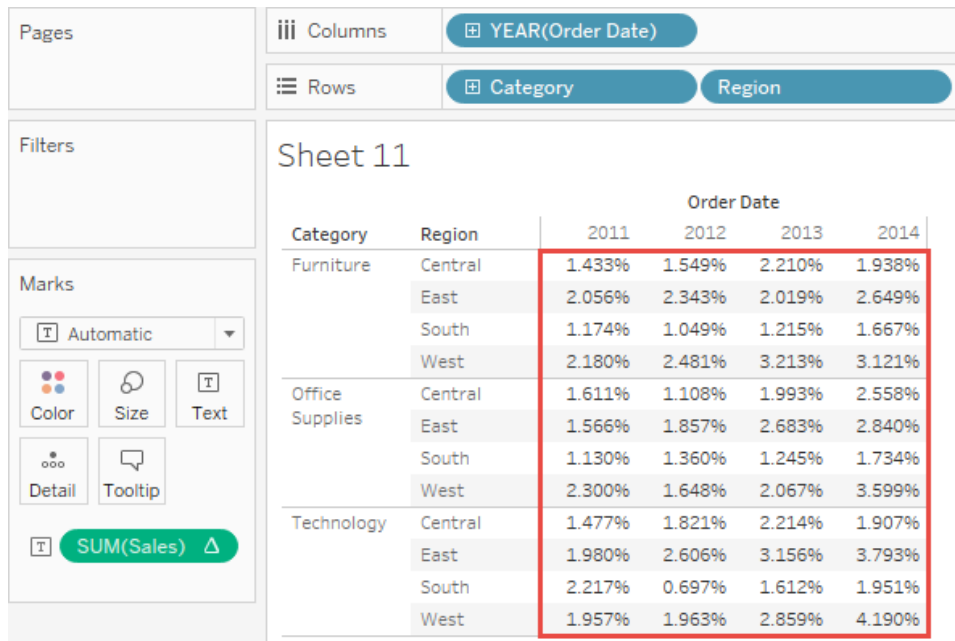 Pages
Columns YEAR(Order Date)
Rows Category Region
Filters
Sheet 11
Order Date
Category Region 2011 2012 2013 2014
Furniture Central 1.433% 1.549% 2.210% 1.938%
East 2.056% 2.343% 2.019% 2.649%
South 1.174% 1.049% 1.215% 1.667%
West 2.180% 2.481% 3.213% 3.121%
Office Central 1.611% 1.108% 1.993% 2.558%
Supplies East 1.566% 1.857% 2.683% 2.840%
South 1.130% 1.360% 1.245% 1.734%
West 2.300% 1.648% 2.067% 3.599%
Technology Central 1.477% 1.821% 2.214% 1.907%
East 1.980% 2.606% 3.156% 3.793%
South 2.217% 0.697% 1.612% 1.951%
West 1.957% 1.963% 2.859% 4.190%
Marks
T Automatic
Color Size T Text
Detail Tooltip
T SUM(Sales) Δ